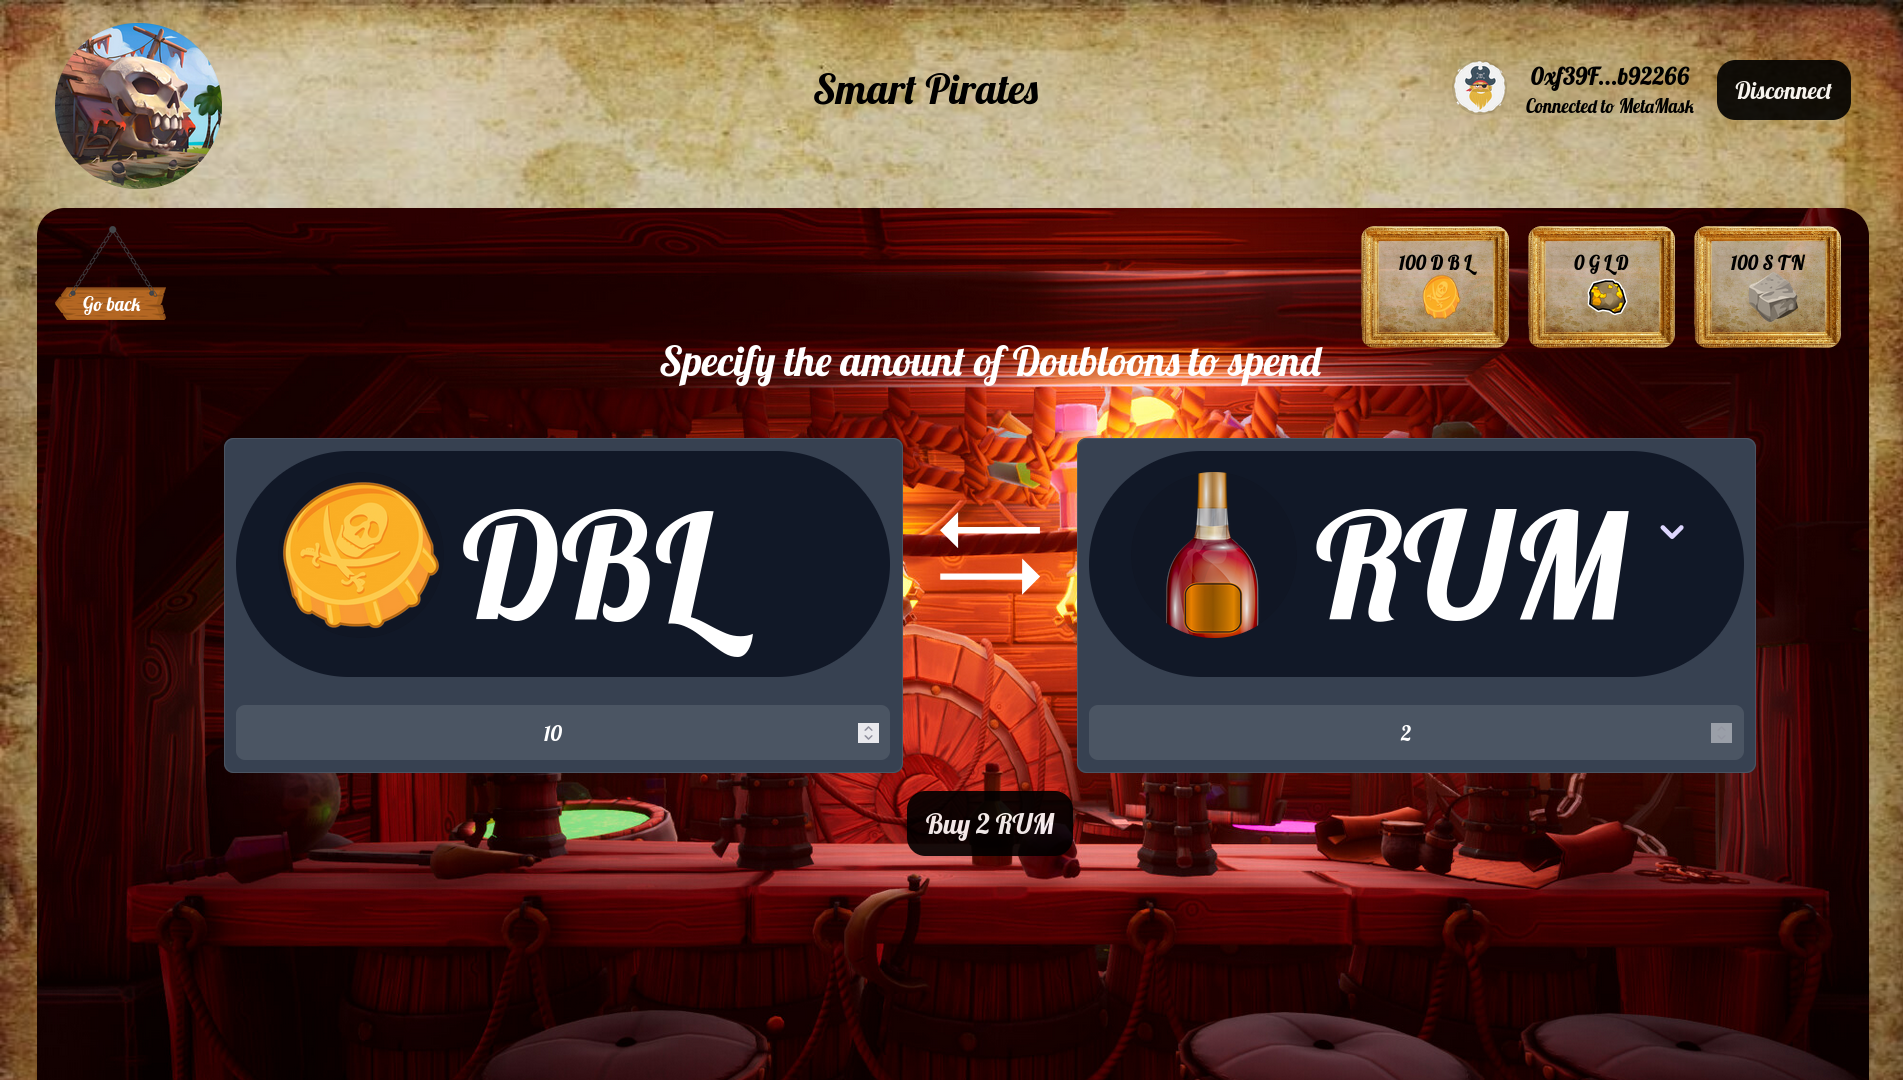 Smart Pirates
0xf39F...b92266
Connected to MetaMask
Disconnect
Go back
100 DBL
0 GLD
100 STN
Specify the amount of Doubloons to spend
DBL
RUM
10
2
Buy 2 RUM